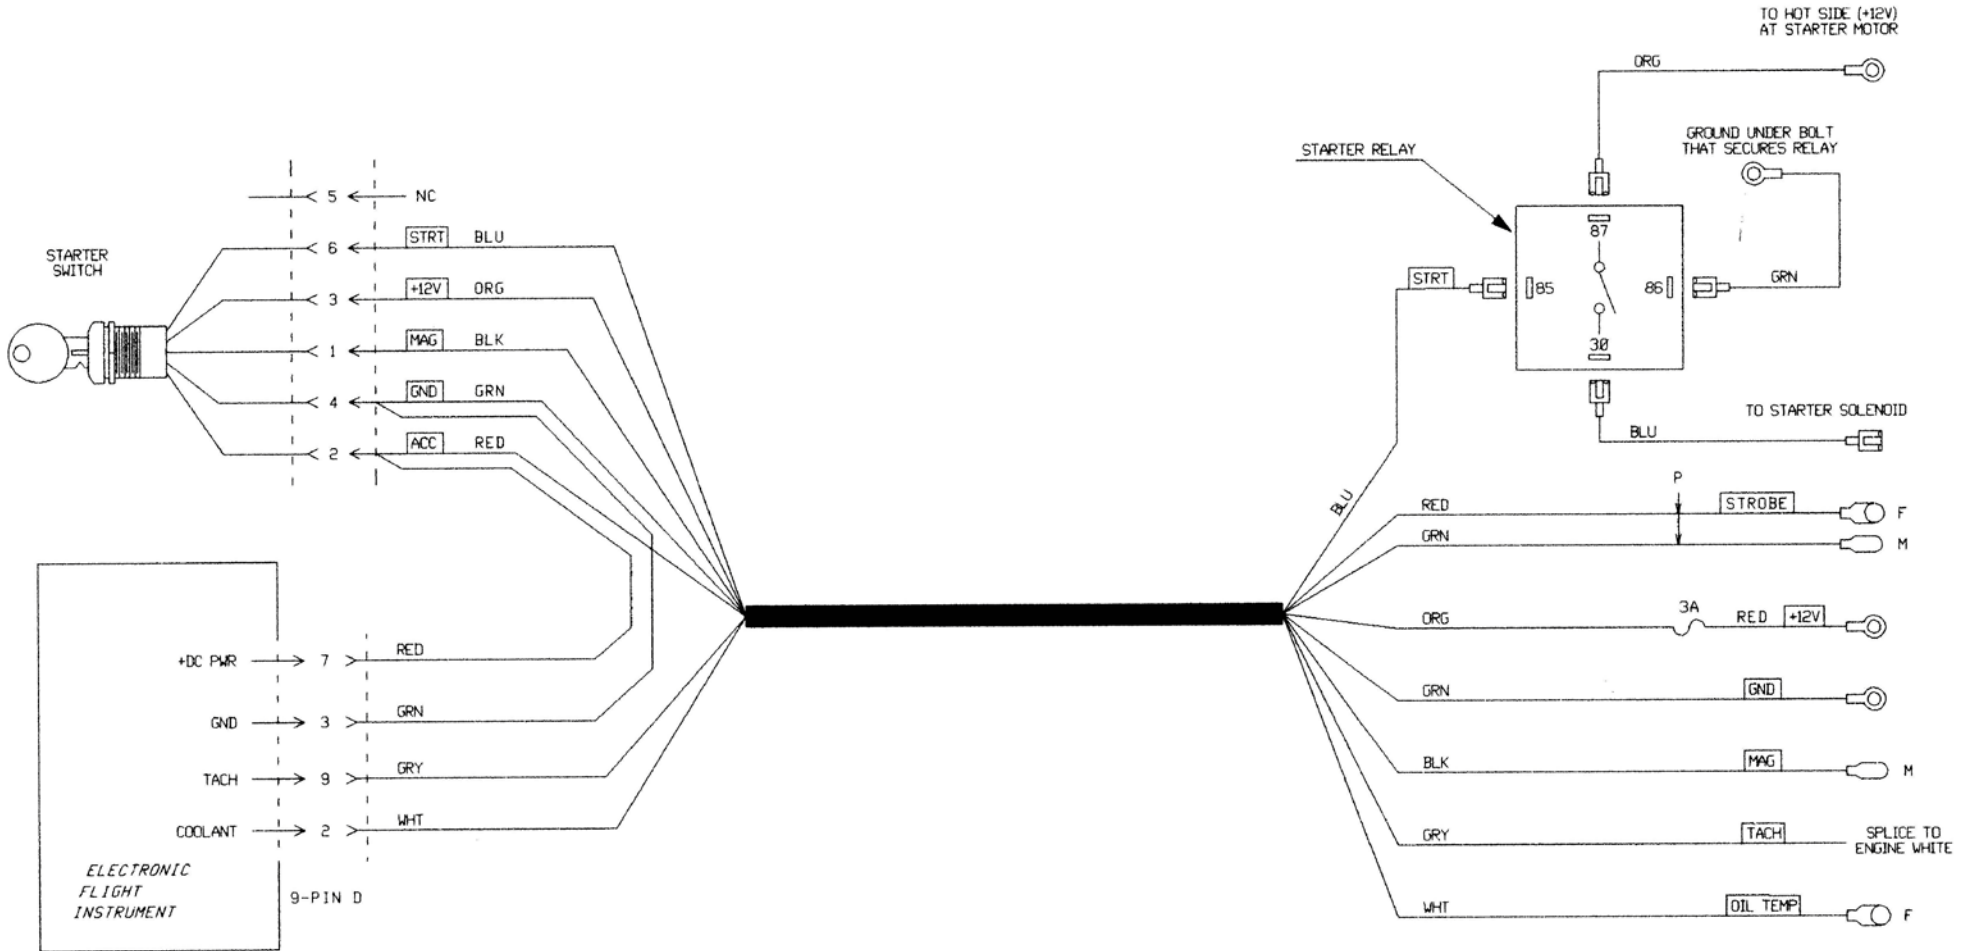 TO HOT SIDE (+12V)
AT STARTER MOTOR
ORG
GROUND UNDER BOLT
THAT SECURES RELAY
STARTER RELAY
87
85
86
30
STRT
GRN
BLU
TO STARTER SOLENOID
5
NC
6
STRT BLU
STARTER
SWITCH
3
+12V ORG
1
MAG BLK
4
GND GRN
2
ACC RED
+DC PWR
7
RED
GND
3
GRN
TACH
9
GRY
COOLANT
2
WHT
ELECTRONIC
FLIGHT
INSTRUMENT
9-PIN D
BLU
P
RED
STROBE
F
GRN
M
ORG
3A
RED +12V
GRN
GND
BLK
MAG
M
GRY
TACH
SPLICE TO
ENGINE WHITE
WHT
OIL TEMP
F